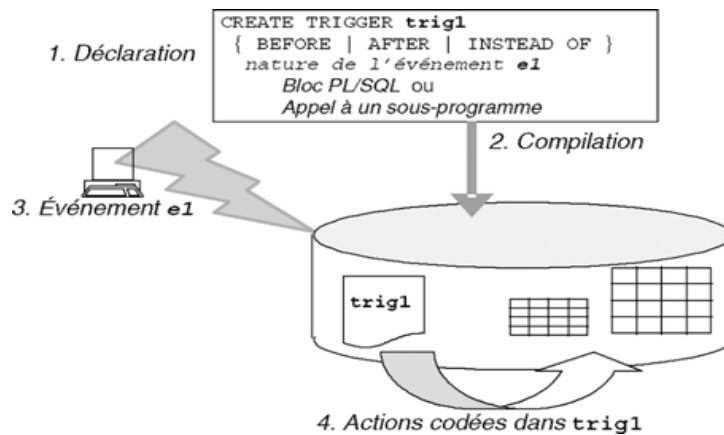 CREATE TRIGGER trig1
{ BEFORE | AFTER | INSTEAD OF }
nature de l'événement e1
Bloc PL/SQL ou
Appel à un sous-programme
1. Déclaration
2. Compilation
3. Événement e1
trig1
4. Actions codées dans trig1